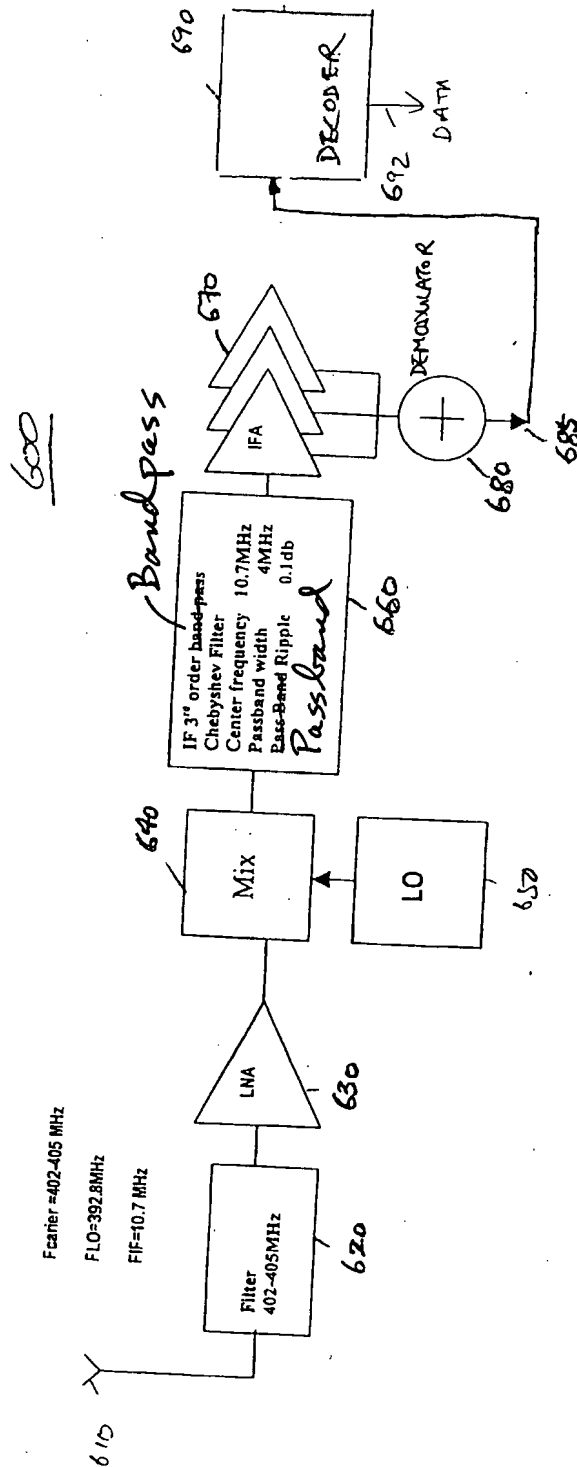 600
Fcarier =402-405 MHz
FLO=392.8MHz
FIF=10.7 MHz
610
Filter
402-405MHz
620
LNA
630
Mix
640
LO
650
Band pass
IF 3rd order band-pass
Chebyshev Filter
Center frequency 10.7MHz
Passband width 4MHz
Pass Band Ripple 0.1db
Passband
660
IFA
670
DEMODULATOR
680
685
DECODER
690
692
DATA